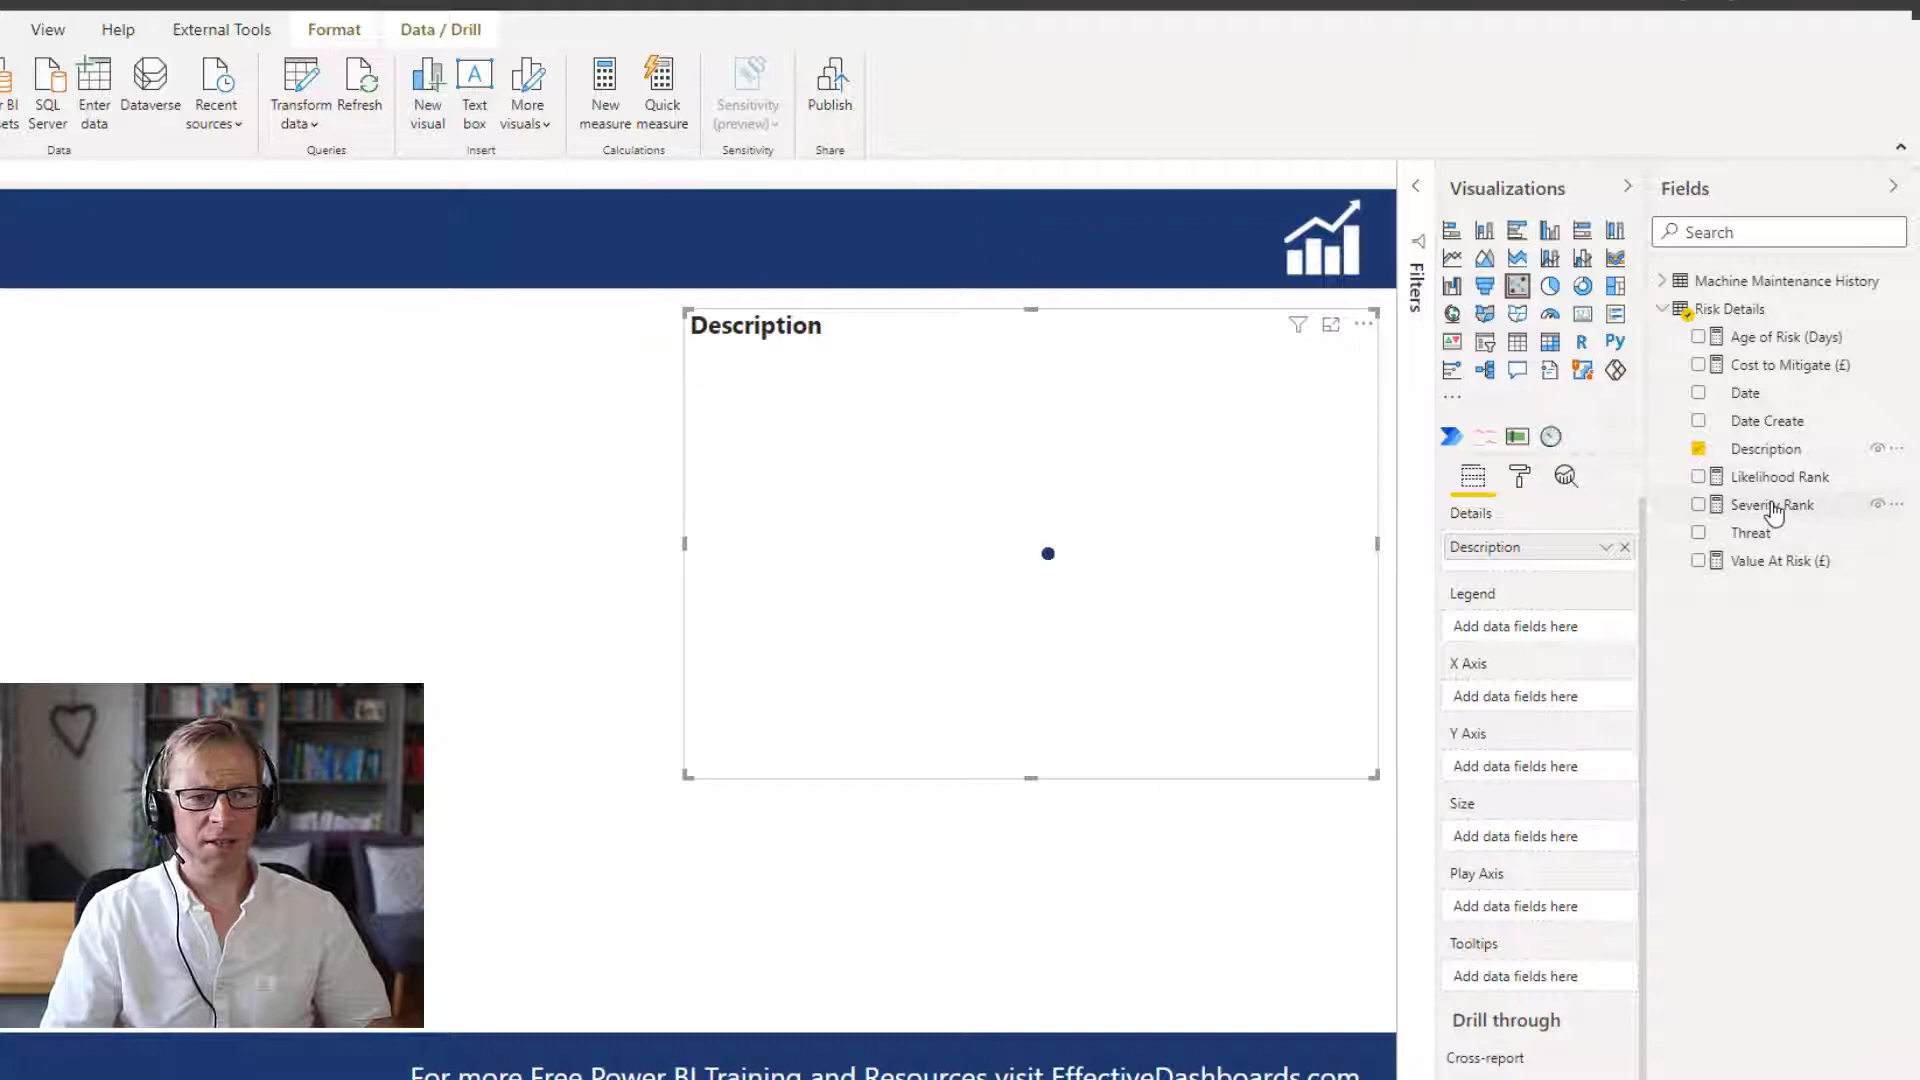 View Help External Tools Format Data / Drill
SQL Enter Dataverse Recent Transform Refresh New Text More New Quick Sensitivity Publish
Server data sources data visual box visuals measure measure (preview)
Data Queries Insert Calculations Sensitivity Share
Visualizations
Fields
Search
Filters
Machine Maintenance History
Risk Details
Age of Risk (Days)
Cost to Mitigate (£)
Date
Date Create
Description
Likelihood Rank
Severity Rank
Threat
Value At Risk (£)
R Py
Description
Details
Description
Legend
Add data fields here
X Axis
Add data fields here
Y Axis
Add data fields here
Size
Add data fields here
Play Axis
Add data fields here
Tooltips
Add data fields here
Drill through
Cross-report
For more Free Power BI Training and Resources visit EffectiveDashboards.com